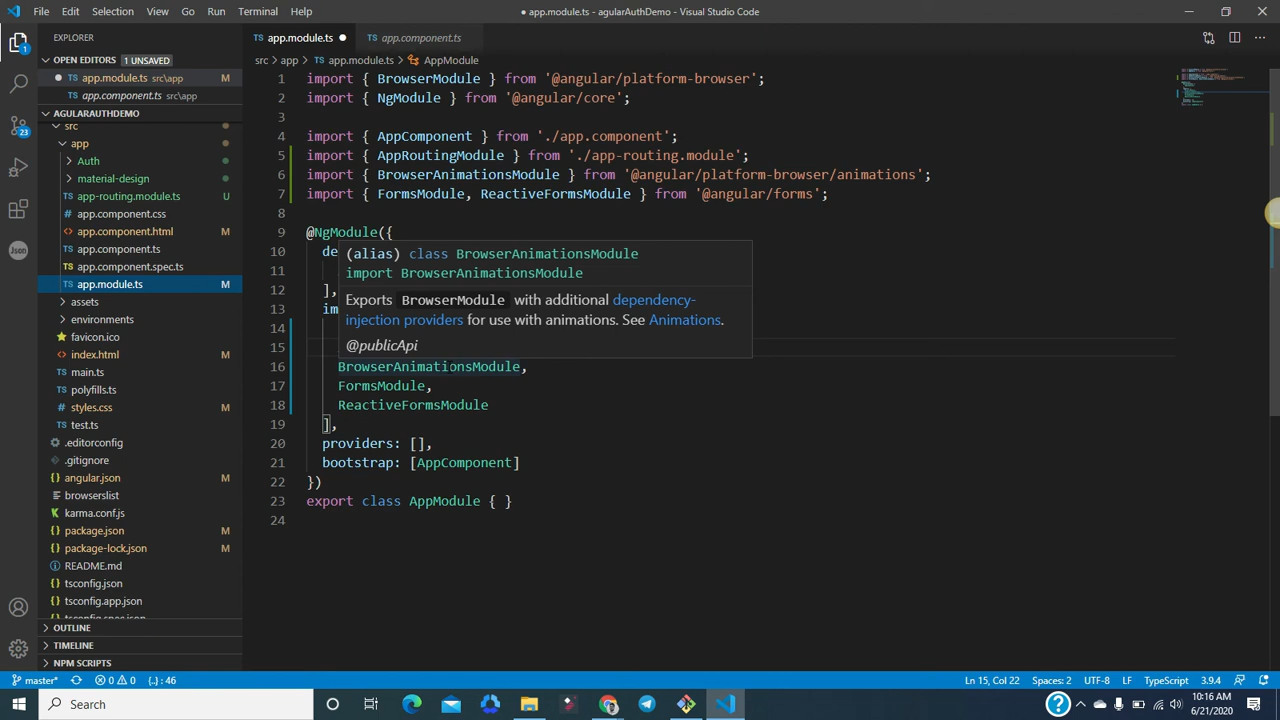 File Edit Selection View Go Run Terminal Help
● app.module.ts - agularAuthDemo - Visual Studio Code
EXPLORER
OPEN EDITORS 1 UNSAVED
app.module.ts src\app M
app.component.ts src\app
AGULARAUTHDEMO
src
app
Auth
material-design
app-routing.module.ts U
app.component.css
app.component.html M
app.component.ts
app.component.spec.ts
app.module.ts M
assets
environments
favicon.ico
index.html M
main.ts
polyfills.ts
styles.css M
test.ts
.editorconfig
.gitignore
angular.json M
browserslist
karma.conf.js
package.json M
package-lock.json M
README.md
tsconfig.json
tsconfig.app.json
tsconfig.spec.json
OUTLINE
TIMELINE
NPM SCRIPTS
1
23
Json
app.module.ts ● app.component.ts
src > app > app.module.ts > AppModule
1 import { BrowserModule } from '@angular/platform-browser';
2 import { NgModule } from '@angular/core';
3
4 import { AppComponent } from './app.component';
5 import { AppRoutingModule } from './app-routing.module';
6 import { BrowserAnimationsModule } from '@angular/platform-browser/animations';
7 import { FormsModule, ReactiveFormsModule } from '@angular/forms';
8
9 @NgModule({
10 de
11
12 ],
13 im
14
15
(alias) class BrowserAnimationsModule
import BrowserAnimationsModule
Exports BrowserModule with additional dependency-
injection providers for use with animations. See Animations.
@publicApi
16 BrowserAnimationsModule,
17 FormsModule,
18 ReactiveFormsModule
19 ],
20 providers: [],
21 bootstrap: [AppComponent]
22 })
23 export class AppModule { }
24
master* 0 0 {..} : 46 Ln 15, Col 22 Spaces: 2 UTF-8 LF TypeScript 3.9.4
Search
10:16 AM
6/21/2020